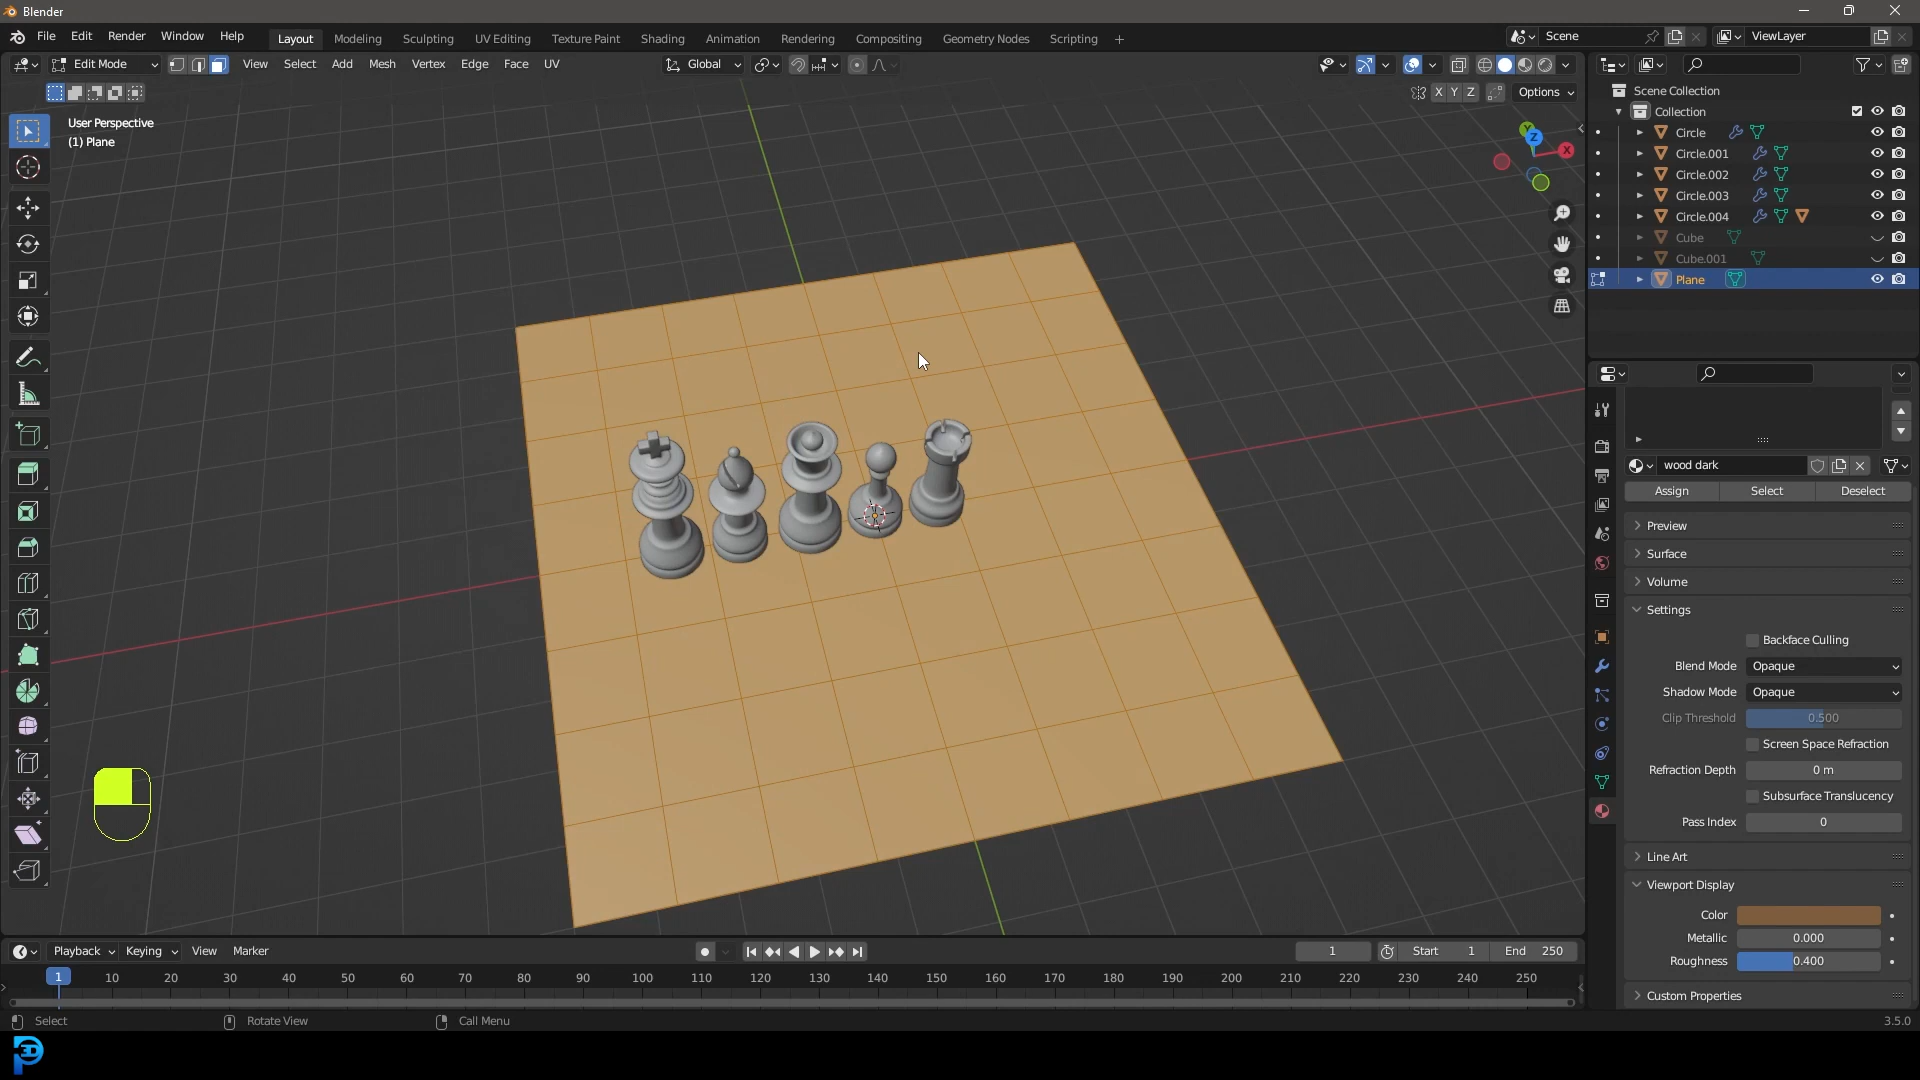 Blender
File Edit Render Window Help Layout Modeling Sculpting UV Editing Texture Paint Shading Animation Rendering Compositing Geometry Nodes Scripting + Scene ViewLayer
Edit Mode View Select Add Mesh Vertex Edge Face UV Global
X Y Z Options
User Perspective
(1) Plane
Z
X
Scene Collection
Collection
Circle
Circle.001
Circle.002
Circle.003
Circle.004
Cube
Cube.001
Plane
wood dark
Assign Select Deselect
Preview
Surface
Volume
Settings
Backface Culling
Blend Mode Opaque
Shadow Mode Opaque
Clip Threshold 0.500
Screen Space Refraction
Refraction Depth 0 m
Subsurface Translucency
Pass Index 0
Line Art
Viewport Display
Color
Metallic 0.000
Roughness 0.400
Custom Properties
Playback Keying View Marker 1 Start 1 End 250
1 10 20 30 40 50 60 70 80 90 100 110 120 130 140 150 160 170 180 190 200 210 220 230 240 250
Select Rotate View Call Menu 3.5.0
3D